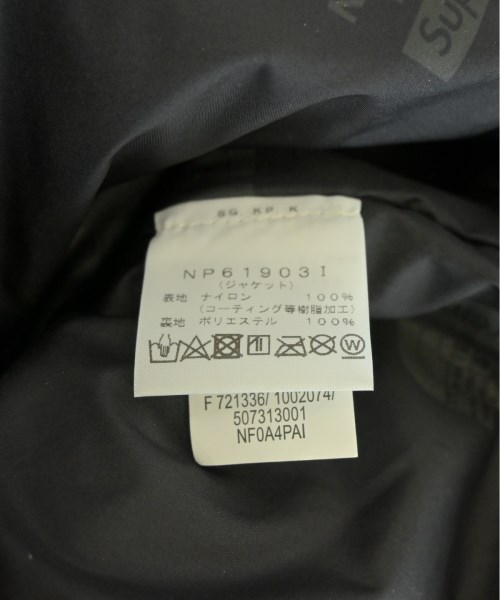 Sup
SG. KP. K
NP61903I
(ジャケット)
表地 ナイロン 100%
(コーティング等樹脂加工)
裏地 ポリエステル 100%
W
F 721336/ 1002074/
507313001
NF0A4PAI